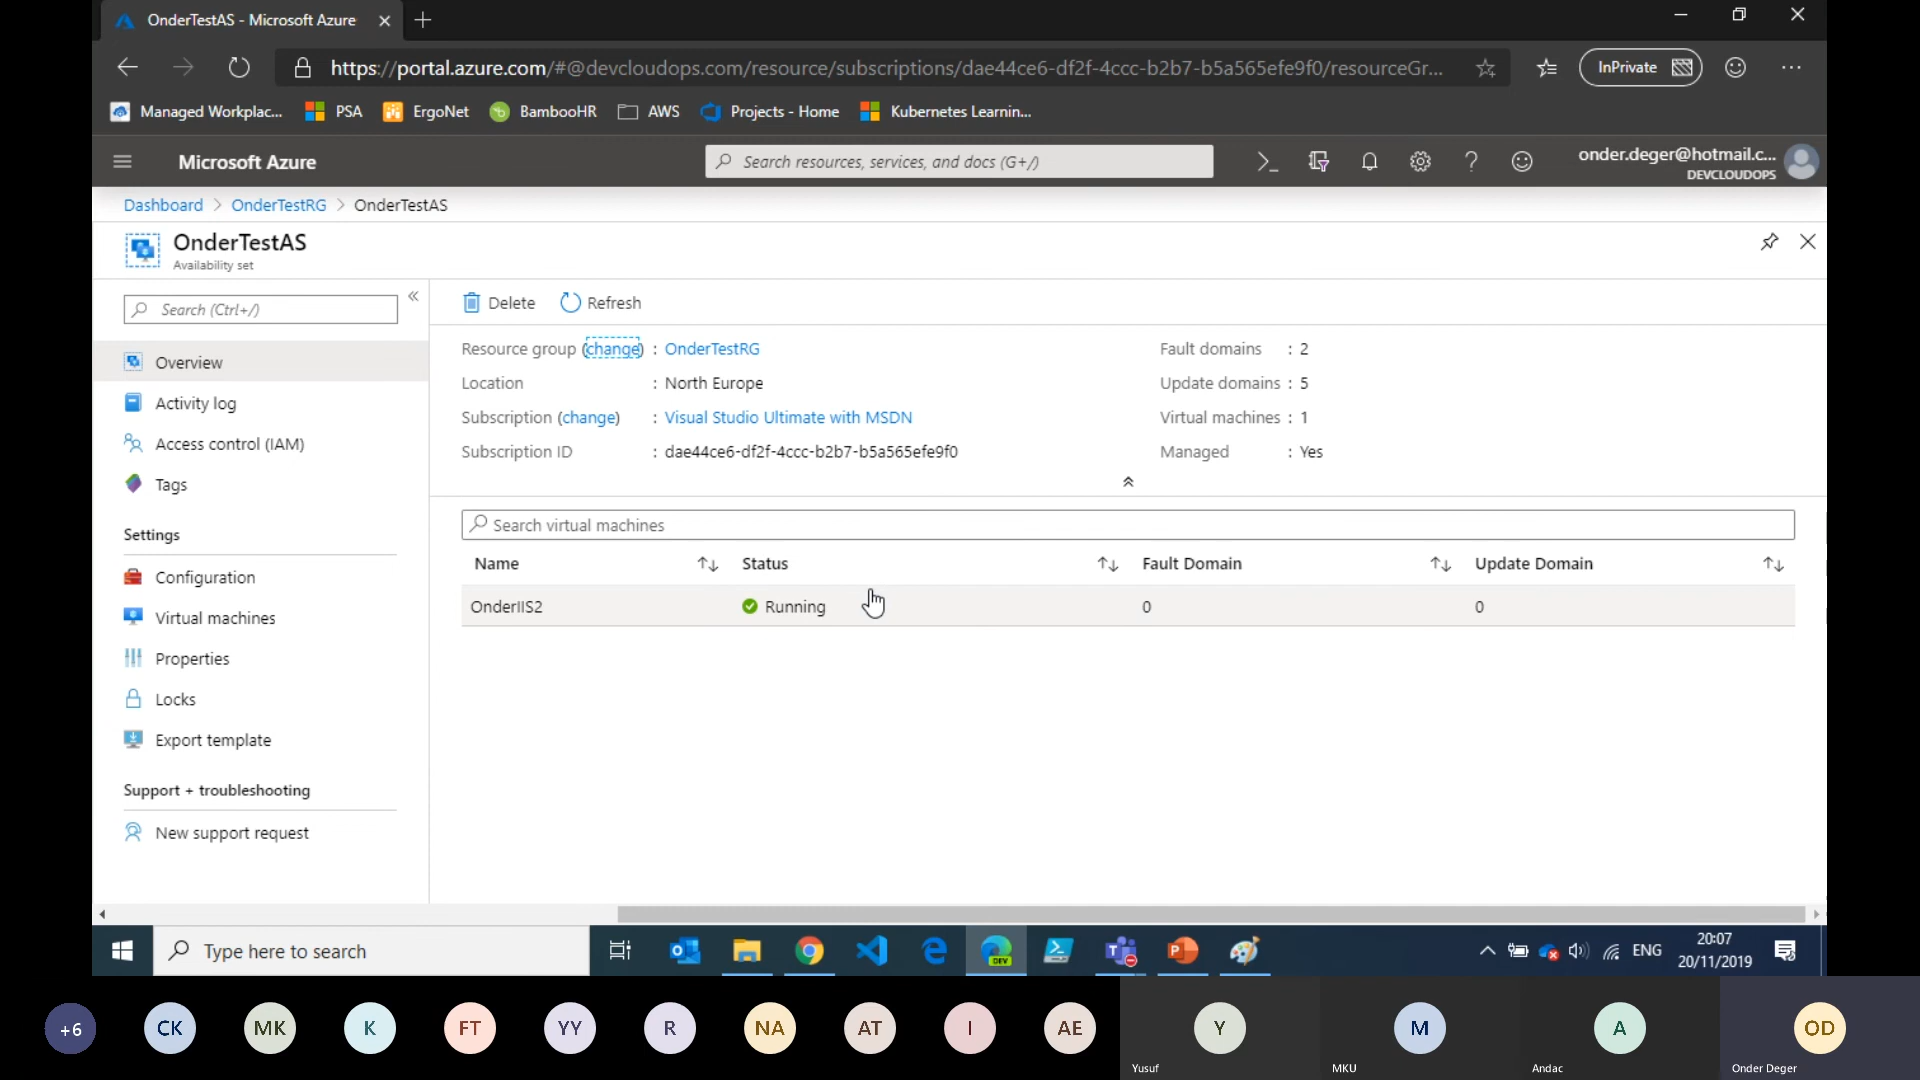 OnderTestAS - Microsoft Azure
https://portal.azure.com/#@devcloudops.com/resource/subscriptions/dae44ce6-df2f-4ccc-b2b7-b5a565efe9f0/resourceGr...
InPrivate
Managed Workplac...
PSA
ErgoNet
BambooHR
AWS
Projects - Home
Kubernetes Learnin...
Microsoft Azure
Search resources, services, and docs (G+/)
onder.deger@hotmail.c...
DEVCLOUDOPS
Dashboard > OnderTestRG > OnderTestAS
OnderTestAS
Availability set
Search (Ctrl+/)
«
Overview
Activity log
Access control (IAM)
Tags
Settings
Configuration
Virtual machines
Properties
Locks
Export template
Support + troubleshooting
New support request
Delete
Refresh
Resource group (change) : OnderTestRG
Location : North Europe
Subscription (change) : Visual Studio Ultimate with MSDN
Subscription ID : dae44ce6-df2f-4ccc-b2b7-b5a565efe9f0
Fault domains : 2
Update domains : 5
Virtual machines : 1
Managed : Yes
Search virtual machines
Name Status Fault Domain Update Domain
OnderIIS2 Running 0 0
Type here to search
DEV
ENG
20:07
20/11/2019
+6
CK
MK
K
FT
YY
R
NA
AT
I
AE
Y
Yusuf
M
MKU
A
Andac
OD
Onder Deger